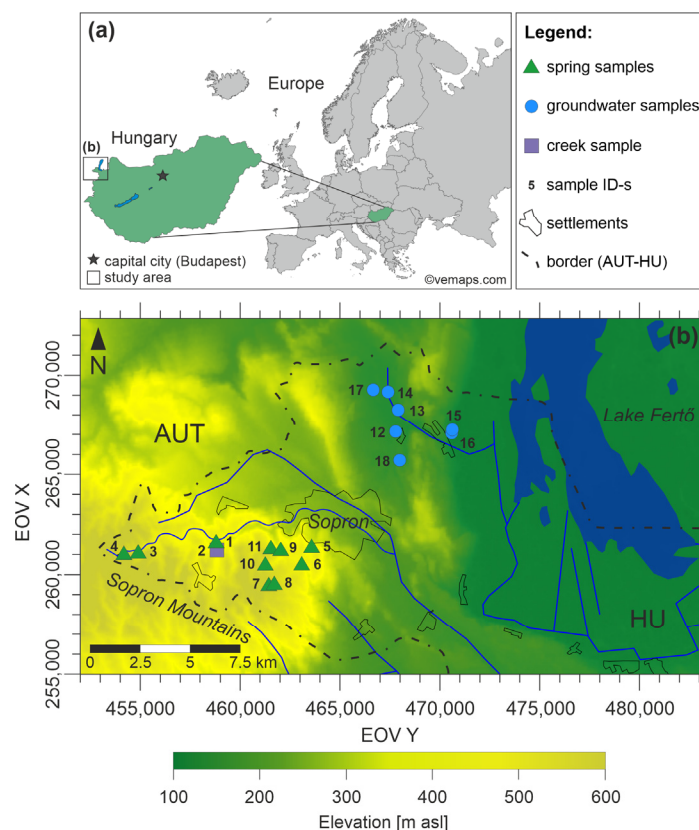 (a)
Europe
Hungary
(b)
capital city (Budapest)
study area
©vemaps.com
Legend:
spring samples
groundwater samples
creek sample
5 sample ID-s
settlements
border (AUT-HU)
(b)
N
270,000
265,000
260,000
255,000
EOV X
AUT
17
14
13
12
15
16
18
Lake Fertő
Sopron
4
3
1
2
11
9
5
10
6
7
8
Sopron Mountains
HU
0 2.5 5 7.5 km
455,000 460,000 465,000 470,000 475,000 480,000
EOV Y
100 200 300 400 500 600
Elevation [m asl]